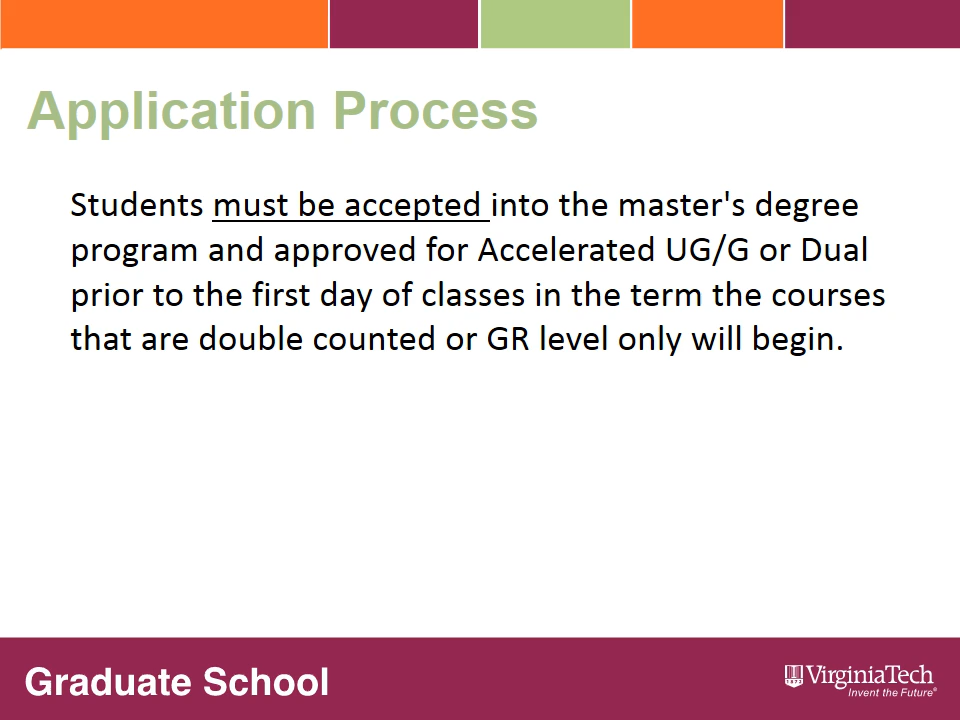 Application Process
Students must be accepted into the master's degree
program and approved for Accelerated UG/G or Dual
prior to the first day of classes in the term the courses
that are double counted or GR level only will begin.
Graduate School
1872
VirginiaTech
Invent the Future®